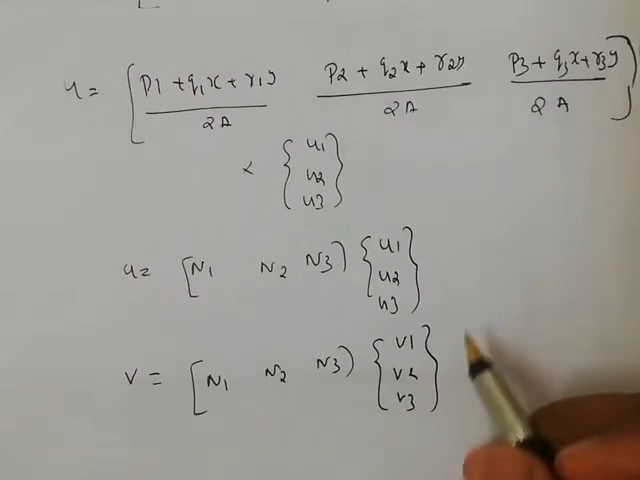 u = [ (p1 + q1x + r1y)/2A   (p2 + q2x + r2y)/2A   (p3 + q3x + r3y)/2A ]
× { u1 u2 u3 }
u = [N1 N2 N3) { u1 u2 u3 }
v = [N1 N2 N3) { v1 v2 v3 }